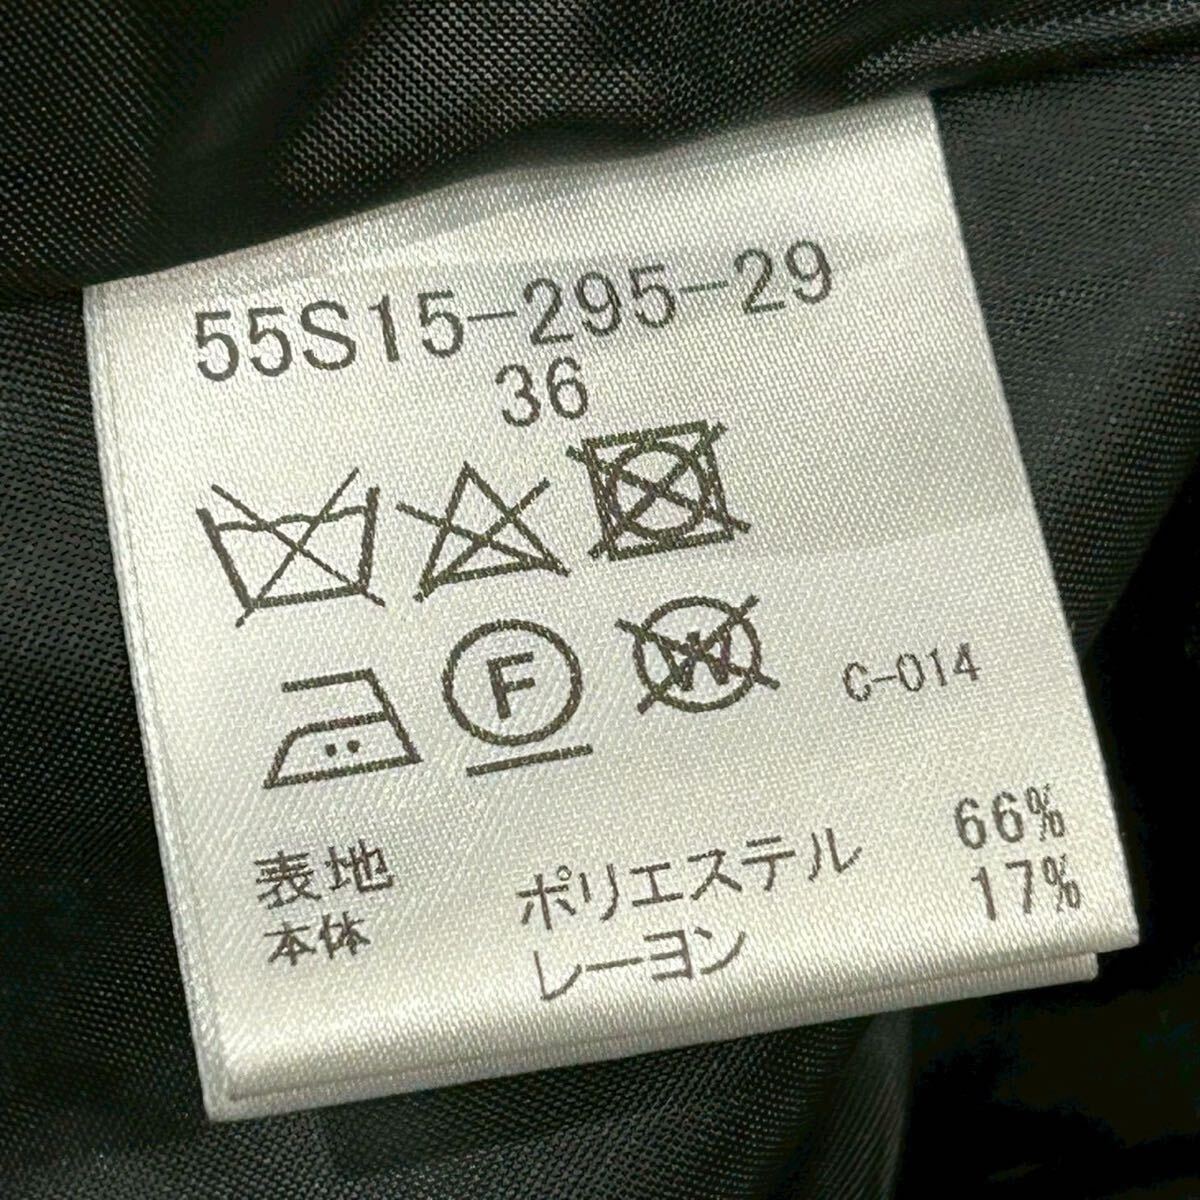 55S15-295-29
36
F W C-014
表地 ポリエステル 66%
本体 レーヨン 17%